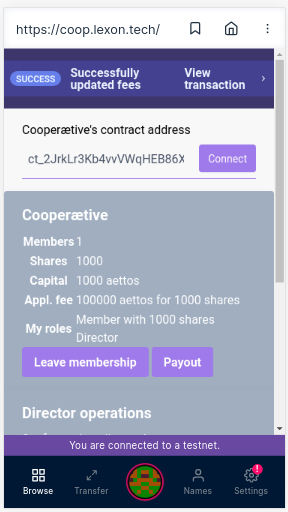 https://coop.lexon.tech/
SUCCESS
Successfully
updated fees
View
transaction
Cooperætive's contract address
ct_2JrkLr3Kb4vvVWqHEB86X
Connect
Cooperætive
Members 1
Shares 1000
Capital 1000 aettos
Appl. fee 100000 aettos for 1000 shares
My roles Member with 1000 shares
Director
Leave membership Payout
Director operations
You are connected to a testnet.
Browse Transfer Names Settings